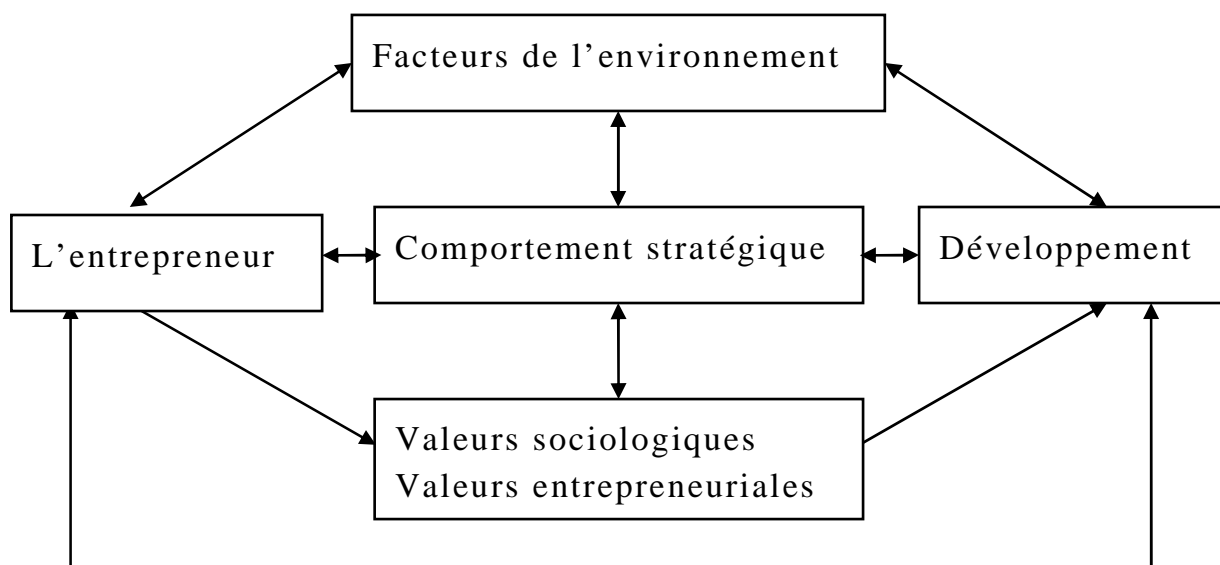 Facteurs de l’environnement
L’entrepreneur
Comportement stratégique
Développement
Valeurs sociologiques
Valeurs entrepreneuriales